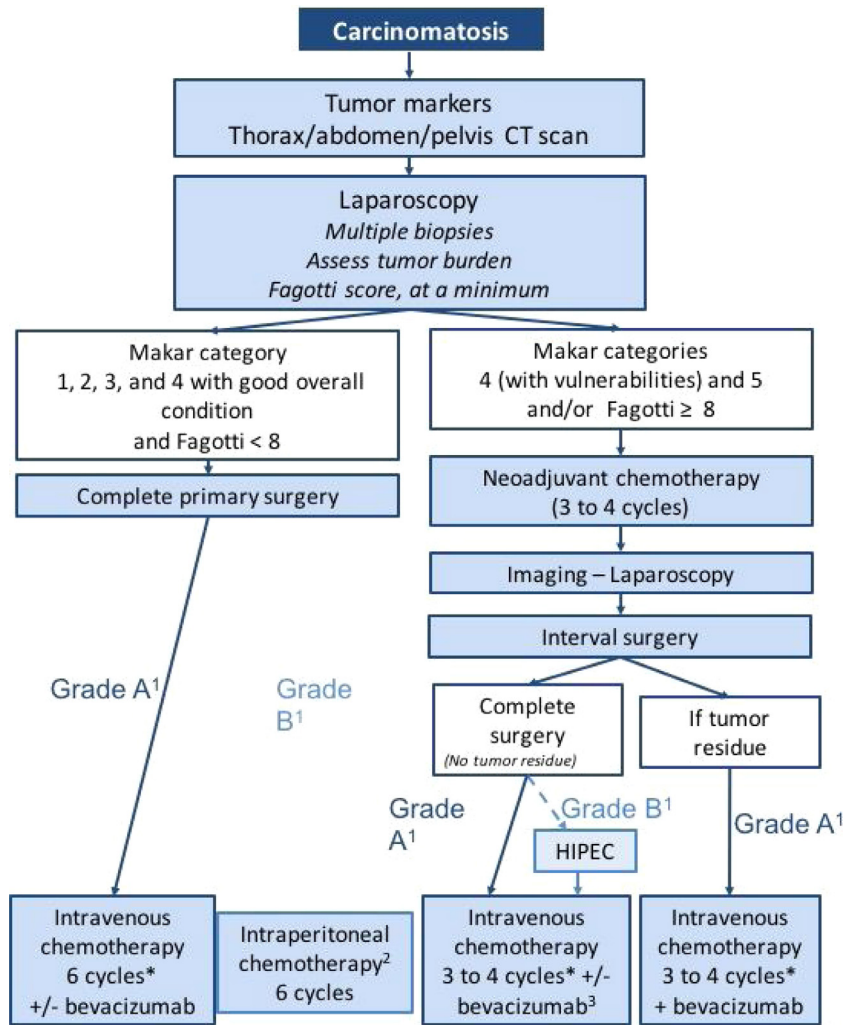 Carcinomatosis
Tumor markers
Thorax/abdomen/pelvis CT scan
Laparoscopy
Multiple biopsies
Assess tumor burden
Fagotti score, at a minimum
Makar category
1, 2, 3, and 4 with good overall
condition
and Fagotti < 8
Makar categories
4 (with vulnerabilities) and 5
and/or Fagotti ≥ 8
Complete primary surgery
Neoadjuvant chemotherapy
(3 to 4 cycles)
Imaging – Laparoscopy
Interval surgery
Grade A¹
Grade
B¹
Complete
surgery
(No tumor residue)
If tumor
residue
Grade
A¹
Grade B¹
Grade A¹
HIPEC
Intravenous
chemotherapy
6 cycles*
+/- bevacizumab
Intraperitoneal
chemotherapy²
6 cycles
Intravenous
chemotherapy
3 to 4 cycles* +/-
bevacizumab³
Intravenous
chemotherapy
3 to 4 cycles*
+ bevacizumab